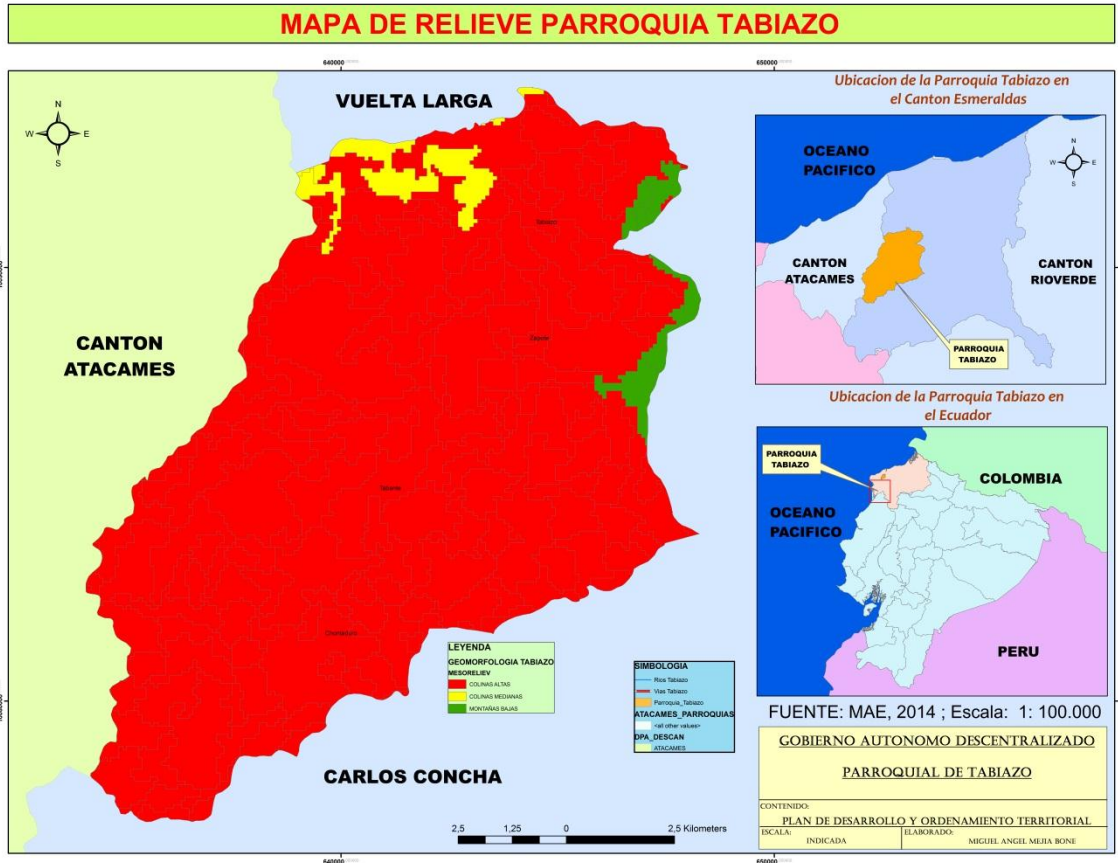 MAPA DE RELIEVE PARROQUIA TABIAZO
640000
650000
VUELTA LARGA
N
W
E
S
CANTON
ATACAMES
Tabiazo
Tabiete
CARLOS CONCHA
LEYENDA
GEOMORFOLOGIA TABIAZO
MESORELIEV
COLINAS ALTAS
COLINAS MEDIANAS
MONTAÑAS BAJAS
SIMBOLOGIA
Rios Tabiazo
Vias Tabiazo
Parroquia_Tabiazo
ATACAMES_PARROQUIAS
<all other values>
DPA_DESCAN
ATACAMES
2,5
1,25
0
2,5 Kilometers
640000
650000
Ubicacion de la Parroquia Tabiazo en
el Canton Esmeraldas
OCEANO
PACIFICO
N
W
E
S
CANTON
ATACAMES
CANTON
RIOVERDE
PARROQUIA
TABIAZO
Ubicacion de la Parroquia Tabiazo en
el Ecuador
PARROQUIA
TABIAZO
COLOMBIA
OCEANO
PACIFICO
PERU
FUENTE: MAE, 2014 ; Escala: 1: 100.000
GOBIERNO AUTONOMO DESCENTRALIZADO
PARROQUIAL DE TABIAZO
CONTENIDO:
PLAN DE DESARROLLO Y ORDENAMIENTO TERRITORIAL
ESCALA:
INDICADA
ELABORADO:
MIGUEL ANGEL MEJIA BONE